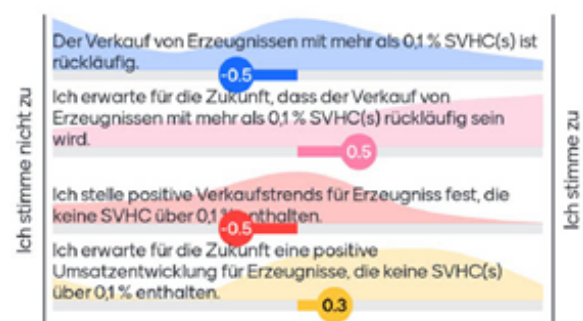 Der Verkauf von Erzeugnissen mit mehr als 0,1 % SVHC(s) ist
rückläufig.
-0.5
Ich erwarte für die Zukunft, dass der Verkauf von
Erzeugnissen mit mehr als 0,1 % SVHC(s) rückläufig sein
wird.
0.5
Ich stelle positive Verkaufstrends für Erzeugniss fest, die
keine SVHC über 0,1 % enthalten.
-0.5
Ich erwarte für die Zukunft eine positive
Umsatzentwicklung für Erzeugnisse, die keine SVHC(s)
über 0,1 % enthalten.
0.3
Ich stimme nicht zu
Ich stimme zu